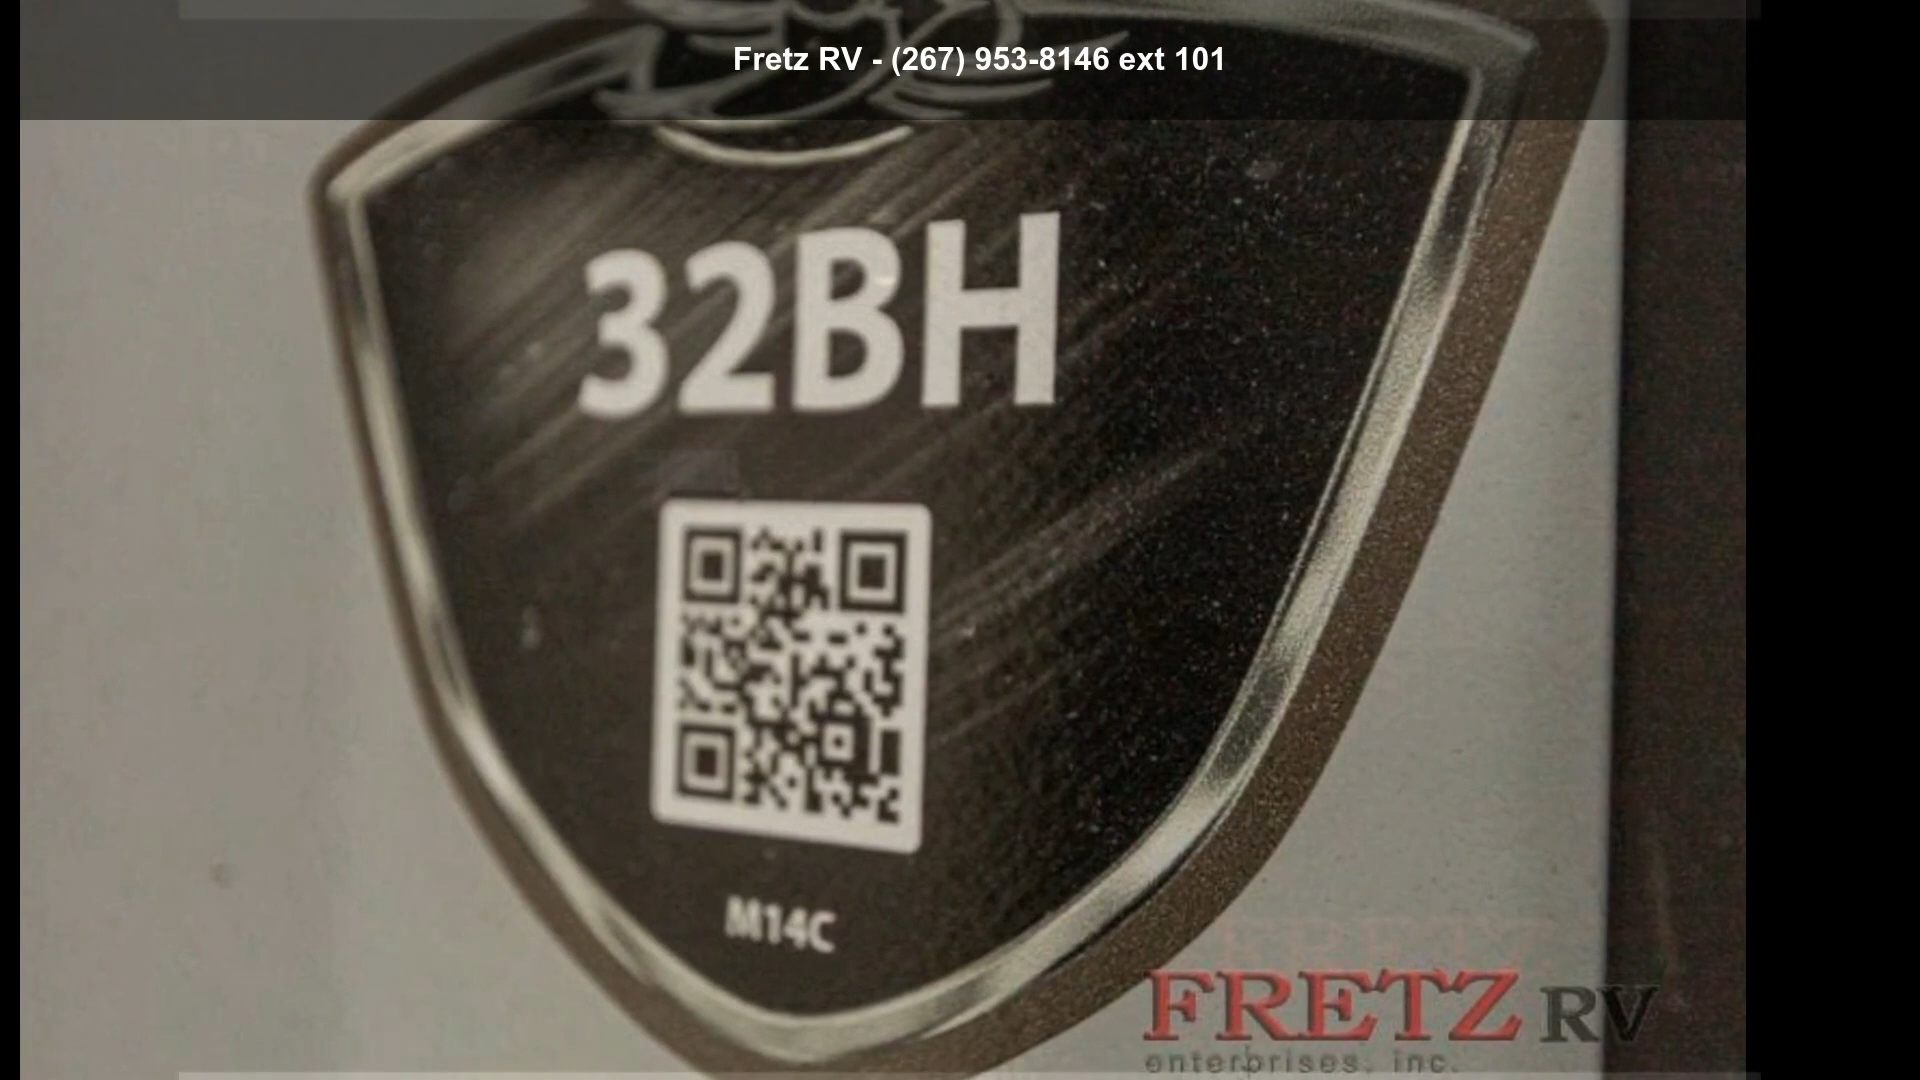 Fretz RV - (267) 953-8146 ext 101
32BH
M14C
FRETZ RV
enterprises, inc.